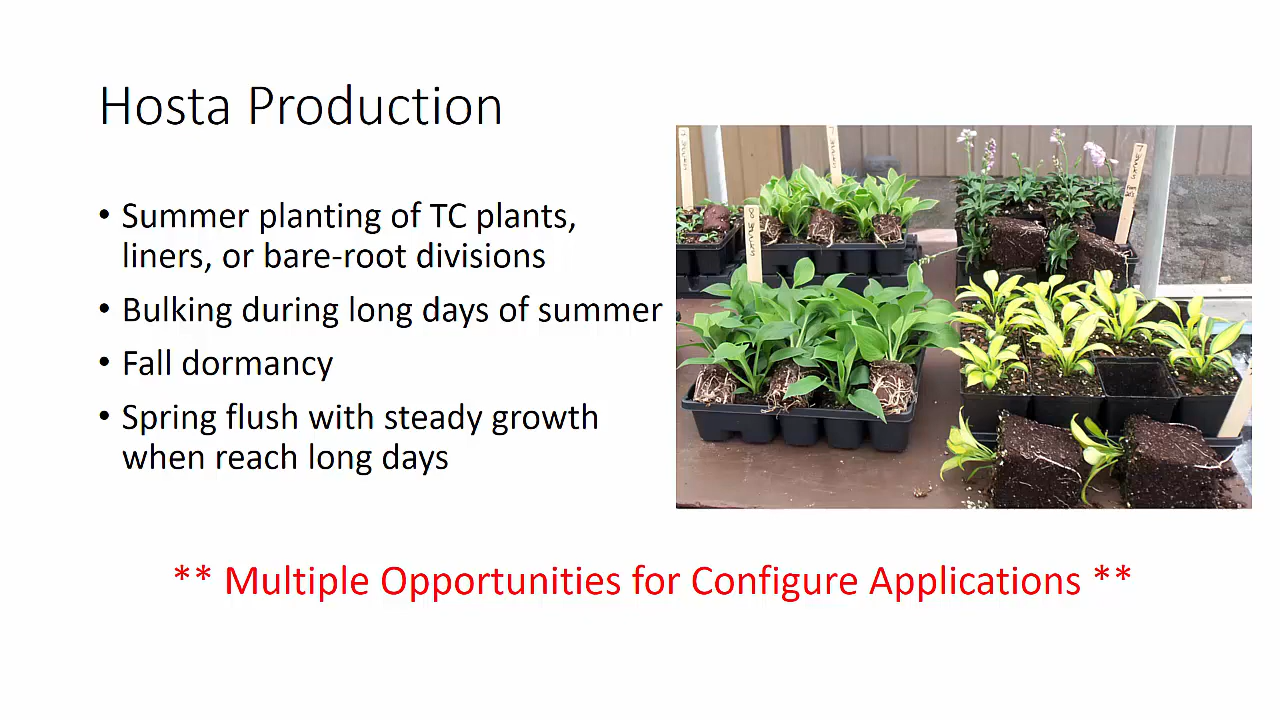 Hosta Production
• Summer planting of TC plants,
liners, or bare-root divisions
• Bulking during long days of summer
• Fall dormancy
• Spring flush with steady growth
when reach long days
** Multiple Opportunities for Configure Applications **